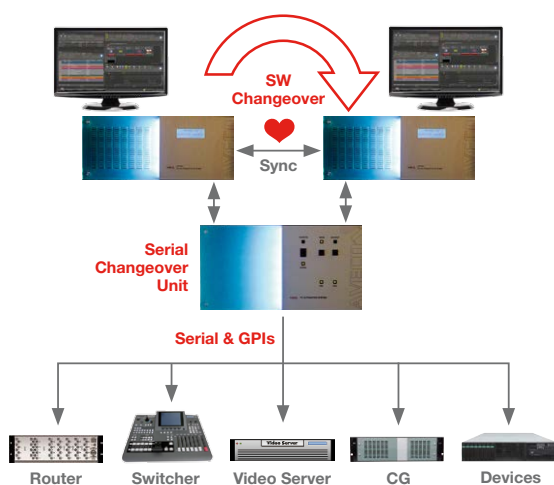 SW
Changeover
Sync
Serial
Changeover
Unit
Serial & GPIs
Video Server
Router
Switcher
Video Server
CG
Devices